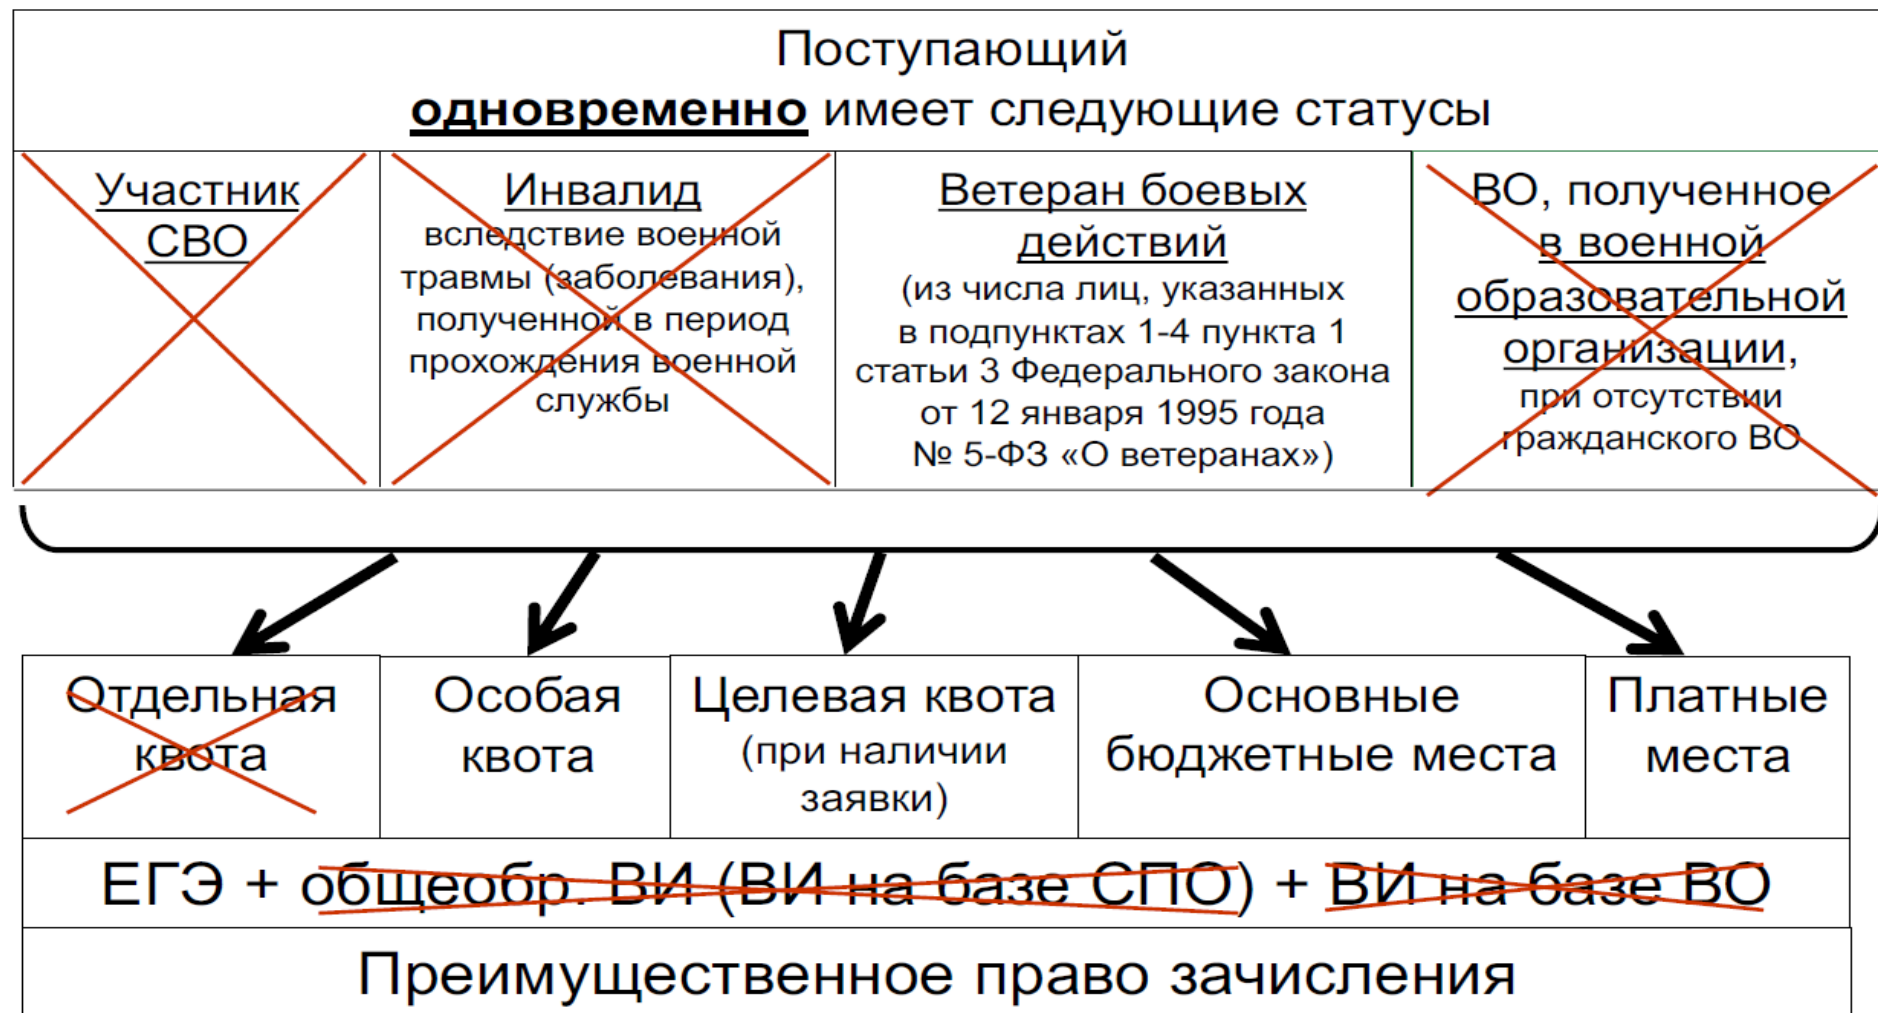 Поступающий
одновременно имеет следующие статусы
Участник
СВО
Инвалид
вследствие военной
травмы (заболевания),
полученной в период
прохождения военной
службы
Ветеран боевых
действий
(из числа лиц, указанных
в подпунктах 1-4 пункта 1
статьи 3 Федерального закона
от 12 января 1995 года
№ 5-ФЗ «О ветеранах»)
ВО, полученное
в военной
образовательной
организации,
при отсутствии
гражданского ВО
Отдельная
квота
Особая
квота
Целевая квота
(при наличии
заявки)
Основные
бюджетные места
Платные
места
ЕГЭ + общеобр. ВИ (ВИ на базе СПО) + ВИ на базе ВО
Преимущественное право зачисления